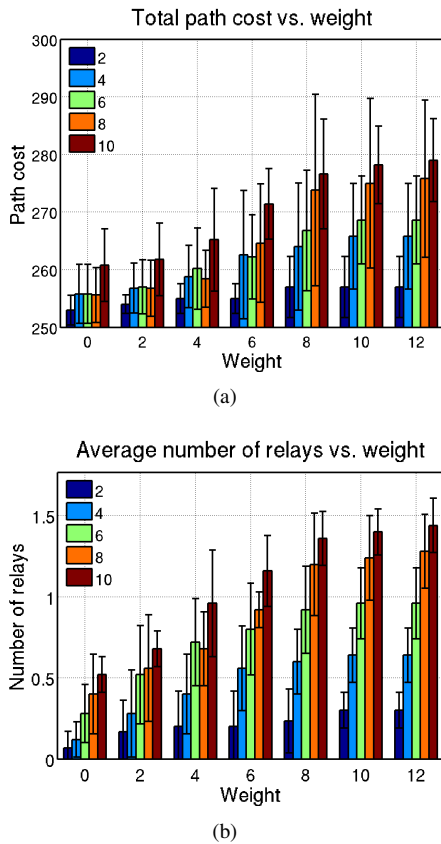 Total path cost vs. weight
300
290
280
270
260
250
Path cost
2
4
6
8
10
0 2 4 6 8 10 12
Weight
(a)
Average number of relays vs. weight
1.5
1
0.5
0
Number of relays
2
4
6
8
10
0 2 4 6 8 10 12
Weight
(b)